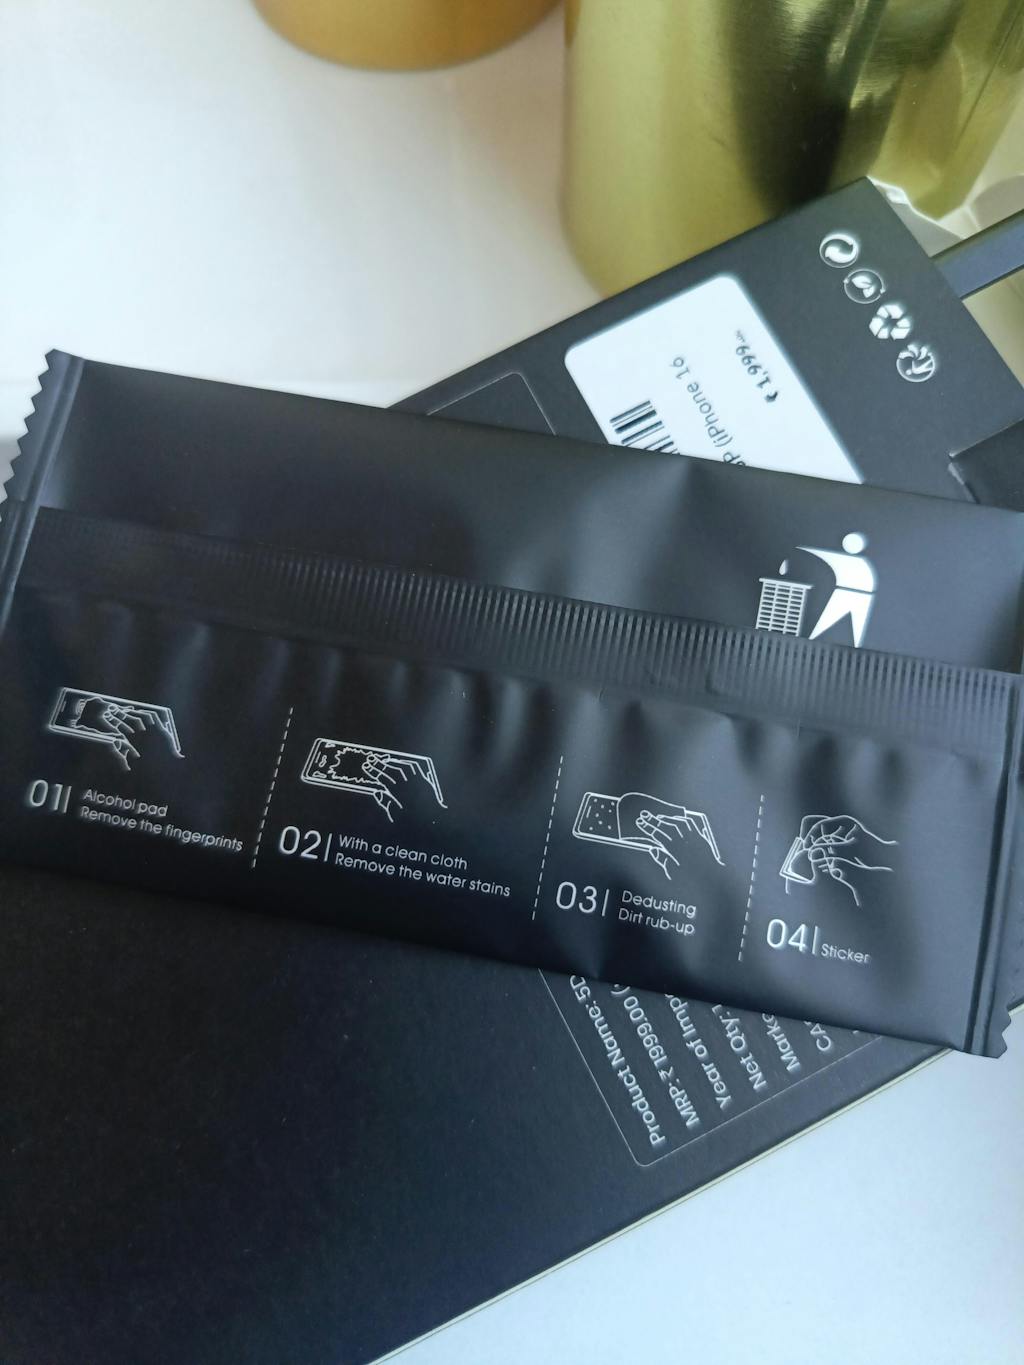 ₹ 1,999
(iPhone 16
01| Alcohol pad
Remove the fingerprints
02| With a clean cloth
Remove the water stains
03| Dedusting
Dirt rub-up
04| Sticker
Product Name: 5D
MRP: ₹ 1999.00 (
Year of
Net Qty: